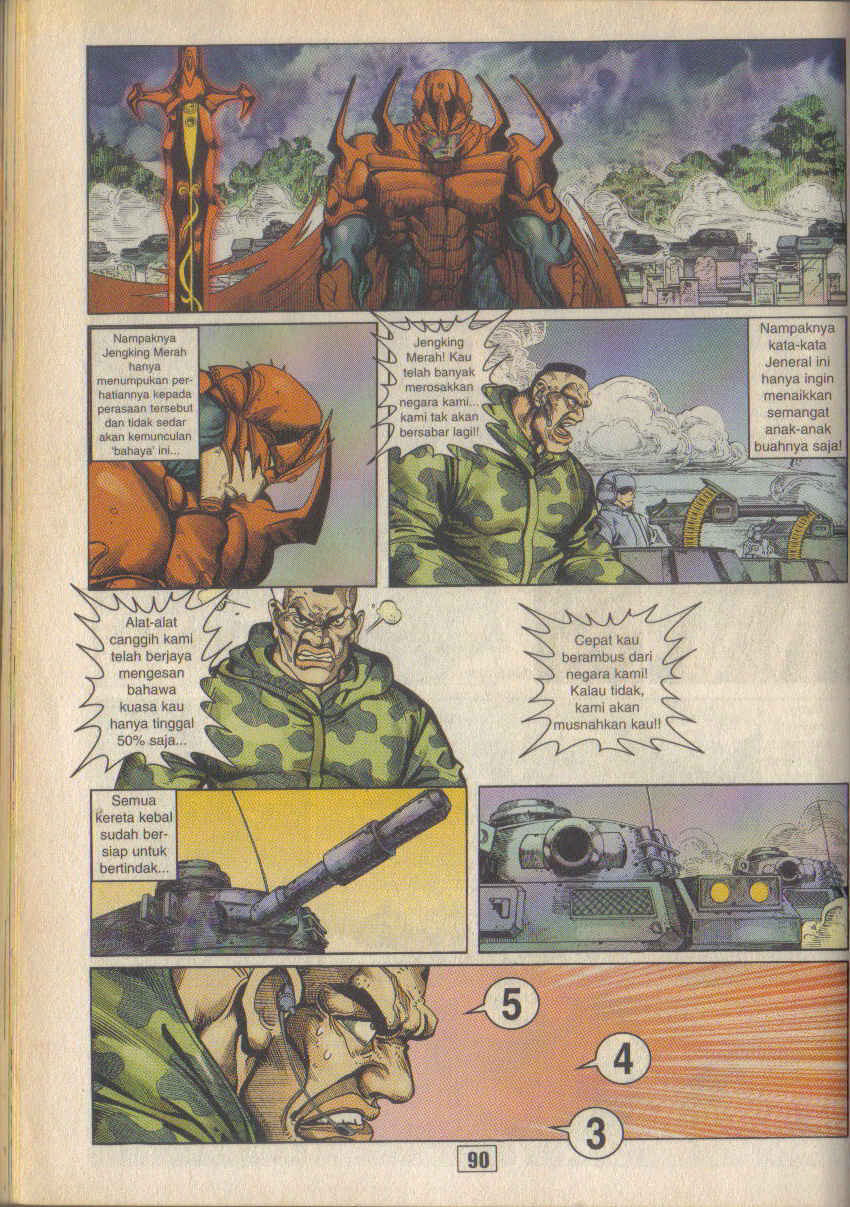 Nampaknya
Jengking Merah
hanya
menumpukan per-
hatiannya kepada
perasaan tersebut
dan tidak sedar
akan kemunculan
'bahaya' ini...
Jengking
Merah! Kau
telah banyak
merosakkan
negara kami...
kami tak akan
bersabar lagi!!
Nampaknya
kata-kata
Jeneral ini
hanya ingin
menaikkan
semangat
anak-anak
buahnya saja!
Alat-alat
canggih kami
telah berjaya
mengesan
bahawa
kuasa kau
hanya tinggal
50% saja...
Cepat kau
berambus dari
negara kami!
Kalau tidak,
kami akan
musnahkan kau!!
Semua
kereta kebal
sudah ber-
siap untuk
bertindak...
5
4
3
90